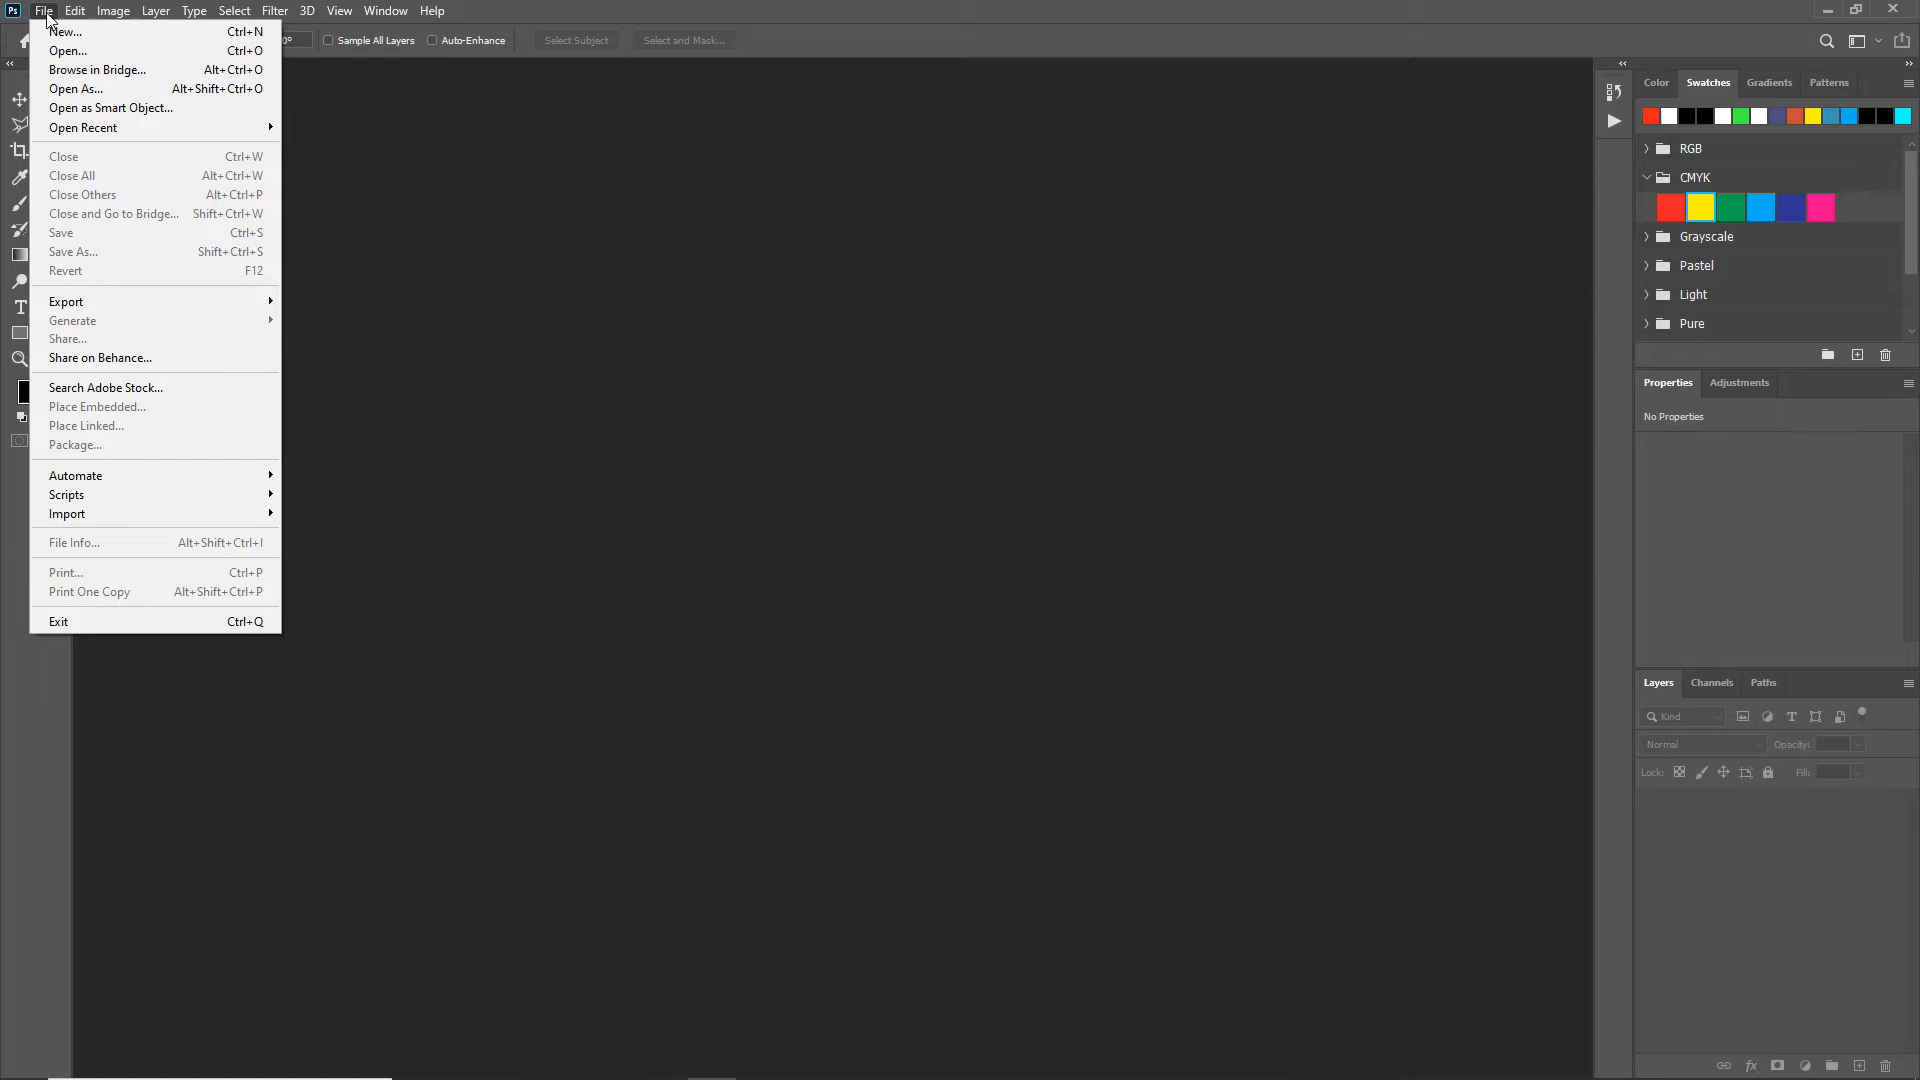 Ps File Edit Image Layer Type Select Filter 3D View Window Help
0° Sample All Layers Auto-Enhance Select Subject Select and Mask...
New... Ctrl+N
Open... Ctrl+O
Browse in Bridge... Alt+Ctrl+O
Open As... Alt+Shift+Ctrl+O
Open as Smart Object...
Open Recent
Close Ctrl+W
Close All Alt+Ctrl+W
Close Others Alt+Ctrl+P
Close and Go to Bridge... Shift+Ctrl+W
Save Ctrl+S
Save As... Shift+Ctrl+S
Revert F12
Export
Generate
Share...
Share on Behance...
Search Adobe Stock...
Place Embedded...
Place Linked...
Package...
Automate
Scripts
Import
File Info... Alt+Shift+Ctrl+I
Print... Ctrl+P
Print One Copy Alt+Shift+Ctrl+P
Exit Ctrl+Q
Color Swatches Gradients Patterns
RGB
CMYK
Grayscale
Pastel
Light
Pure
Properties Adjustments
No Properties
Layers Channels Paths
Kind
Normal Opacity:
Lock: Fill:
fx